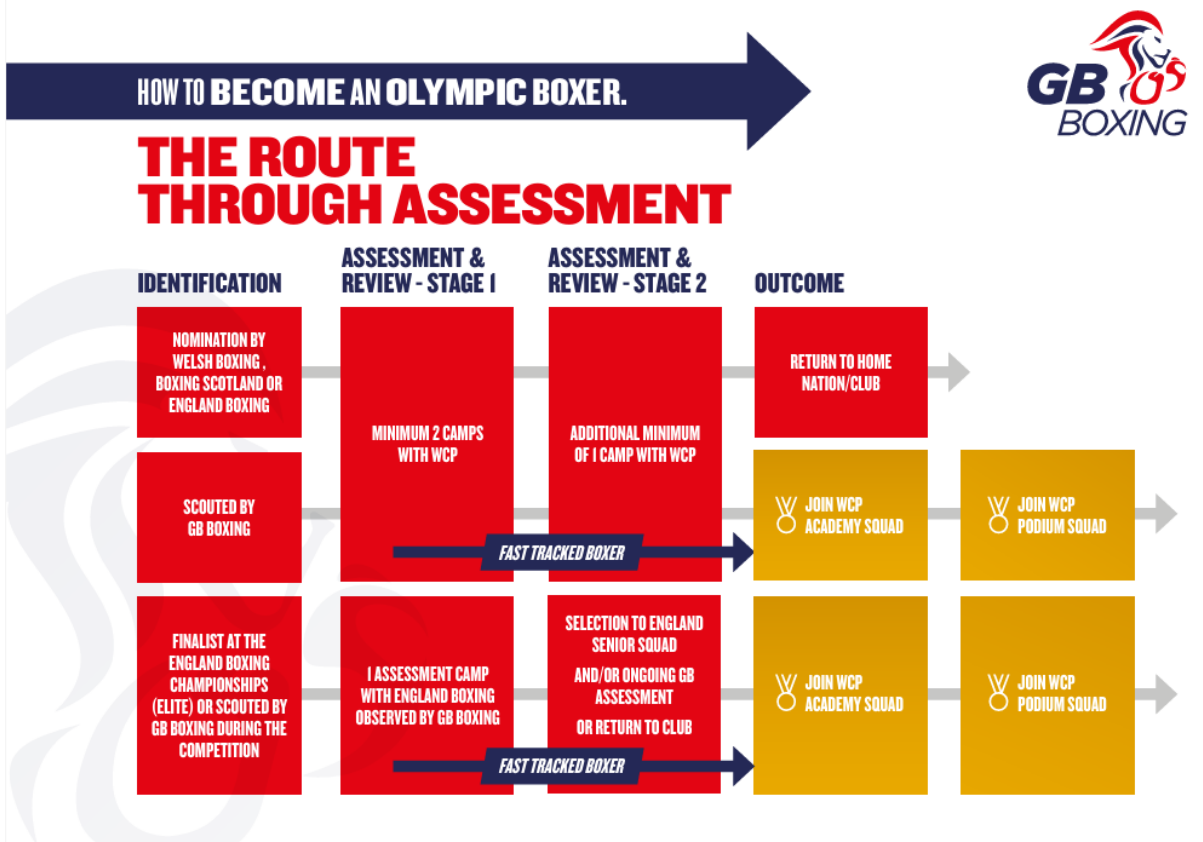 HOW TO BECOME AN OLYMPIC BOXER.
GB
BOXING
THE ROUTE
THROUGH ASSESSMENT
IDENTIFICATION
ASSESSMENT &
REVIEW - STAGE 1
ASSESSMENT &
REVIEW - STAGE 2
OUTCOME
NOMINATION BY
WELSH BOXING ,
BOXING SCOTLAND OR
ENGLAND BOXING
MINIMUM 2 CAMPS
WITH WCP
ADDITIONAL MINIMUM
OF 1 CAMP WITH WCP
RETURN TO HOME
NATION/CLUB
SCOUTED BY
GB BOXING
JOIN WCP
ACADEMY SQUAD
JOIN WCP
PODIUM SQUAD
FAST TRACKED BOXER
FINALIST AT THE
ENGLAND BOXING
CHAMPIONSHIPS
(ELITE) OR SCOUTED BY
GB BOXING DURING THE
COMPETITION
1 ASSESSMENT CAMP
WITH ENGLAND BOXING
OBSERVED BY GB BOXING
SELECTION TO ENGLAND
SENIOR SQUAD
AND/OR ONGOING GB
ASSESSMENT
OR RETURN TO CLUB
JOIN WCP
ACADEMY SQUAD
JOIN WCP
PODIUM SQUAD
FAST TRACKED BOXER